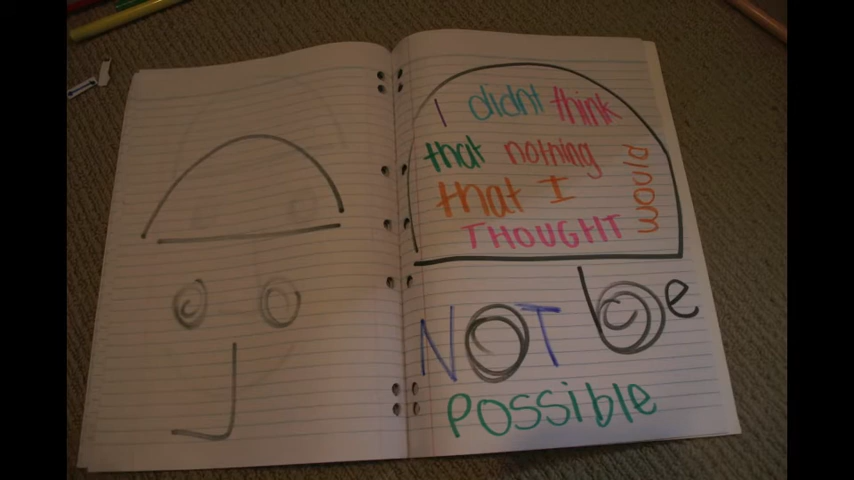 I didnt think
that nothing
that I would
THOUGHT
NOT be
possible